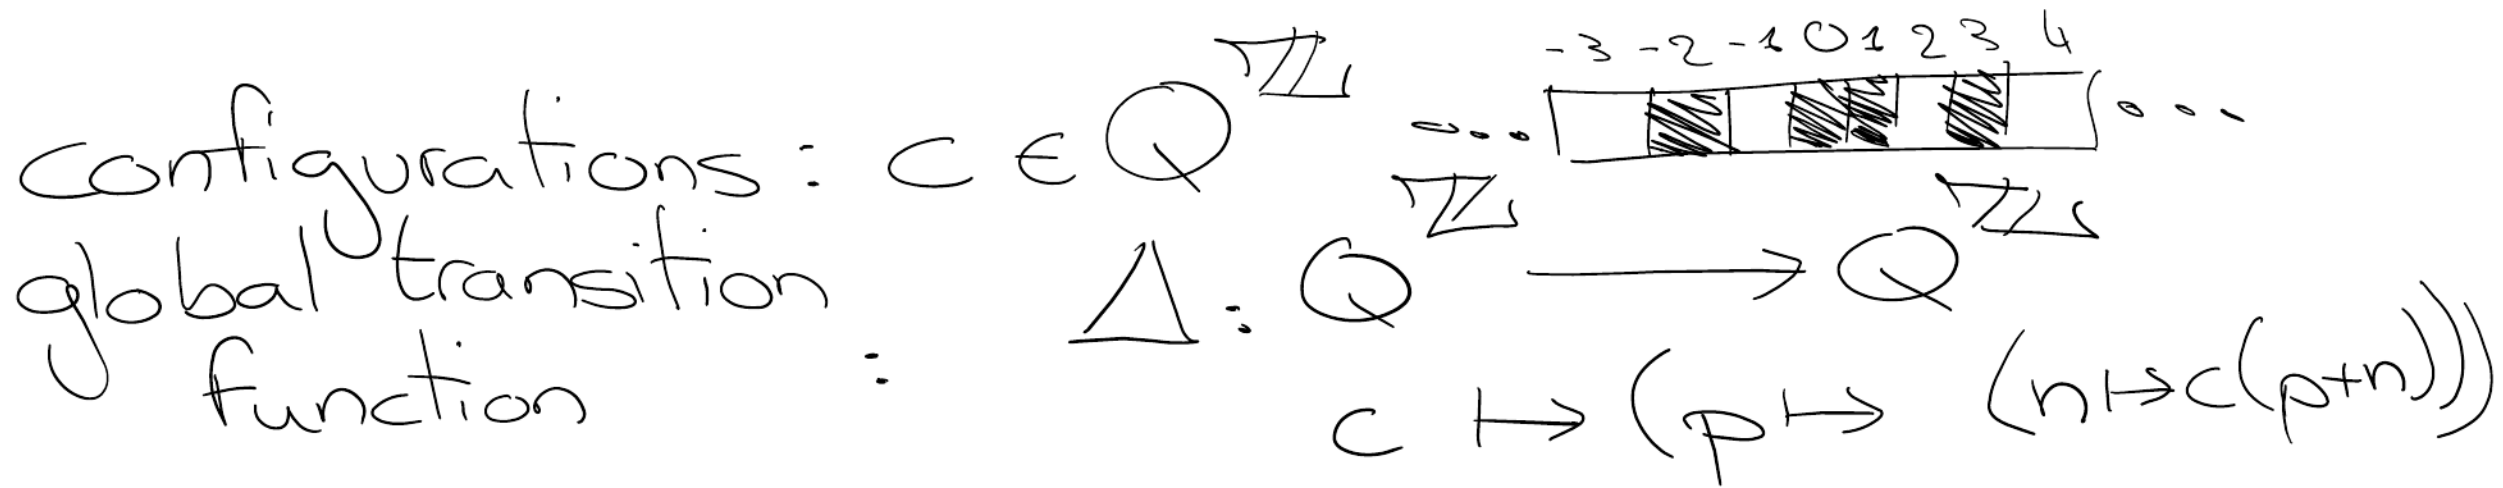 -3 -2 -1 0 1 2 3 4
configurations : c ∈ Q^ℤ ... ...
global transition
function : Δ : Q^ℤ ⟶ Q^ℤ
c ↦ (p ↦ (n ↦ c(p+n)))